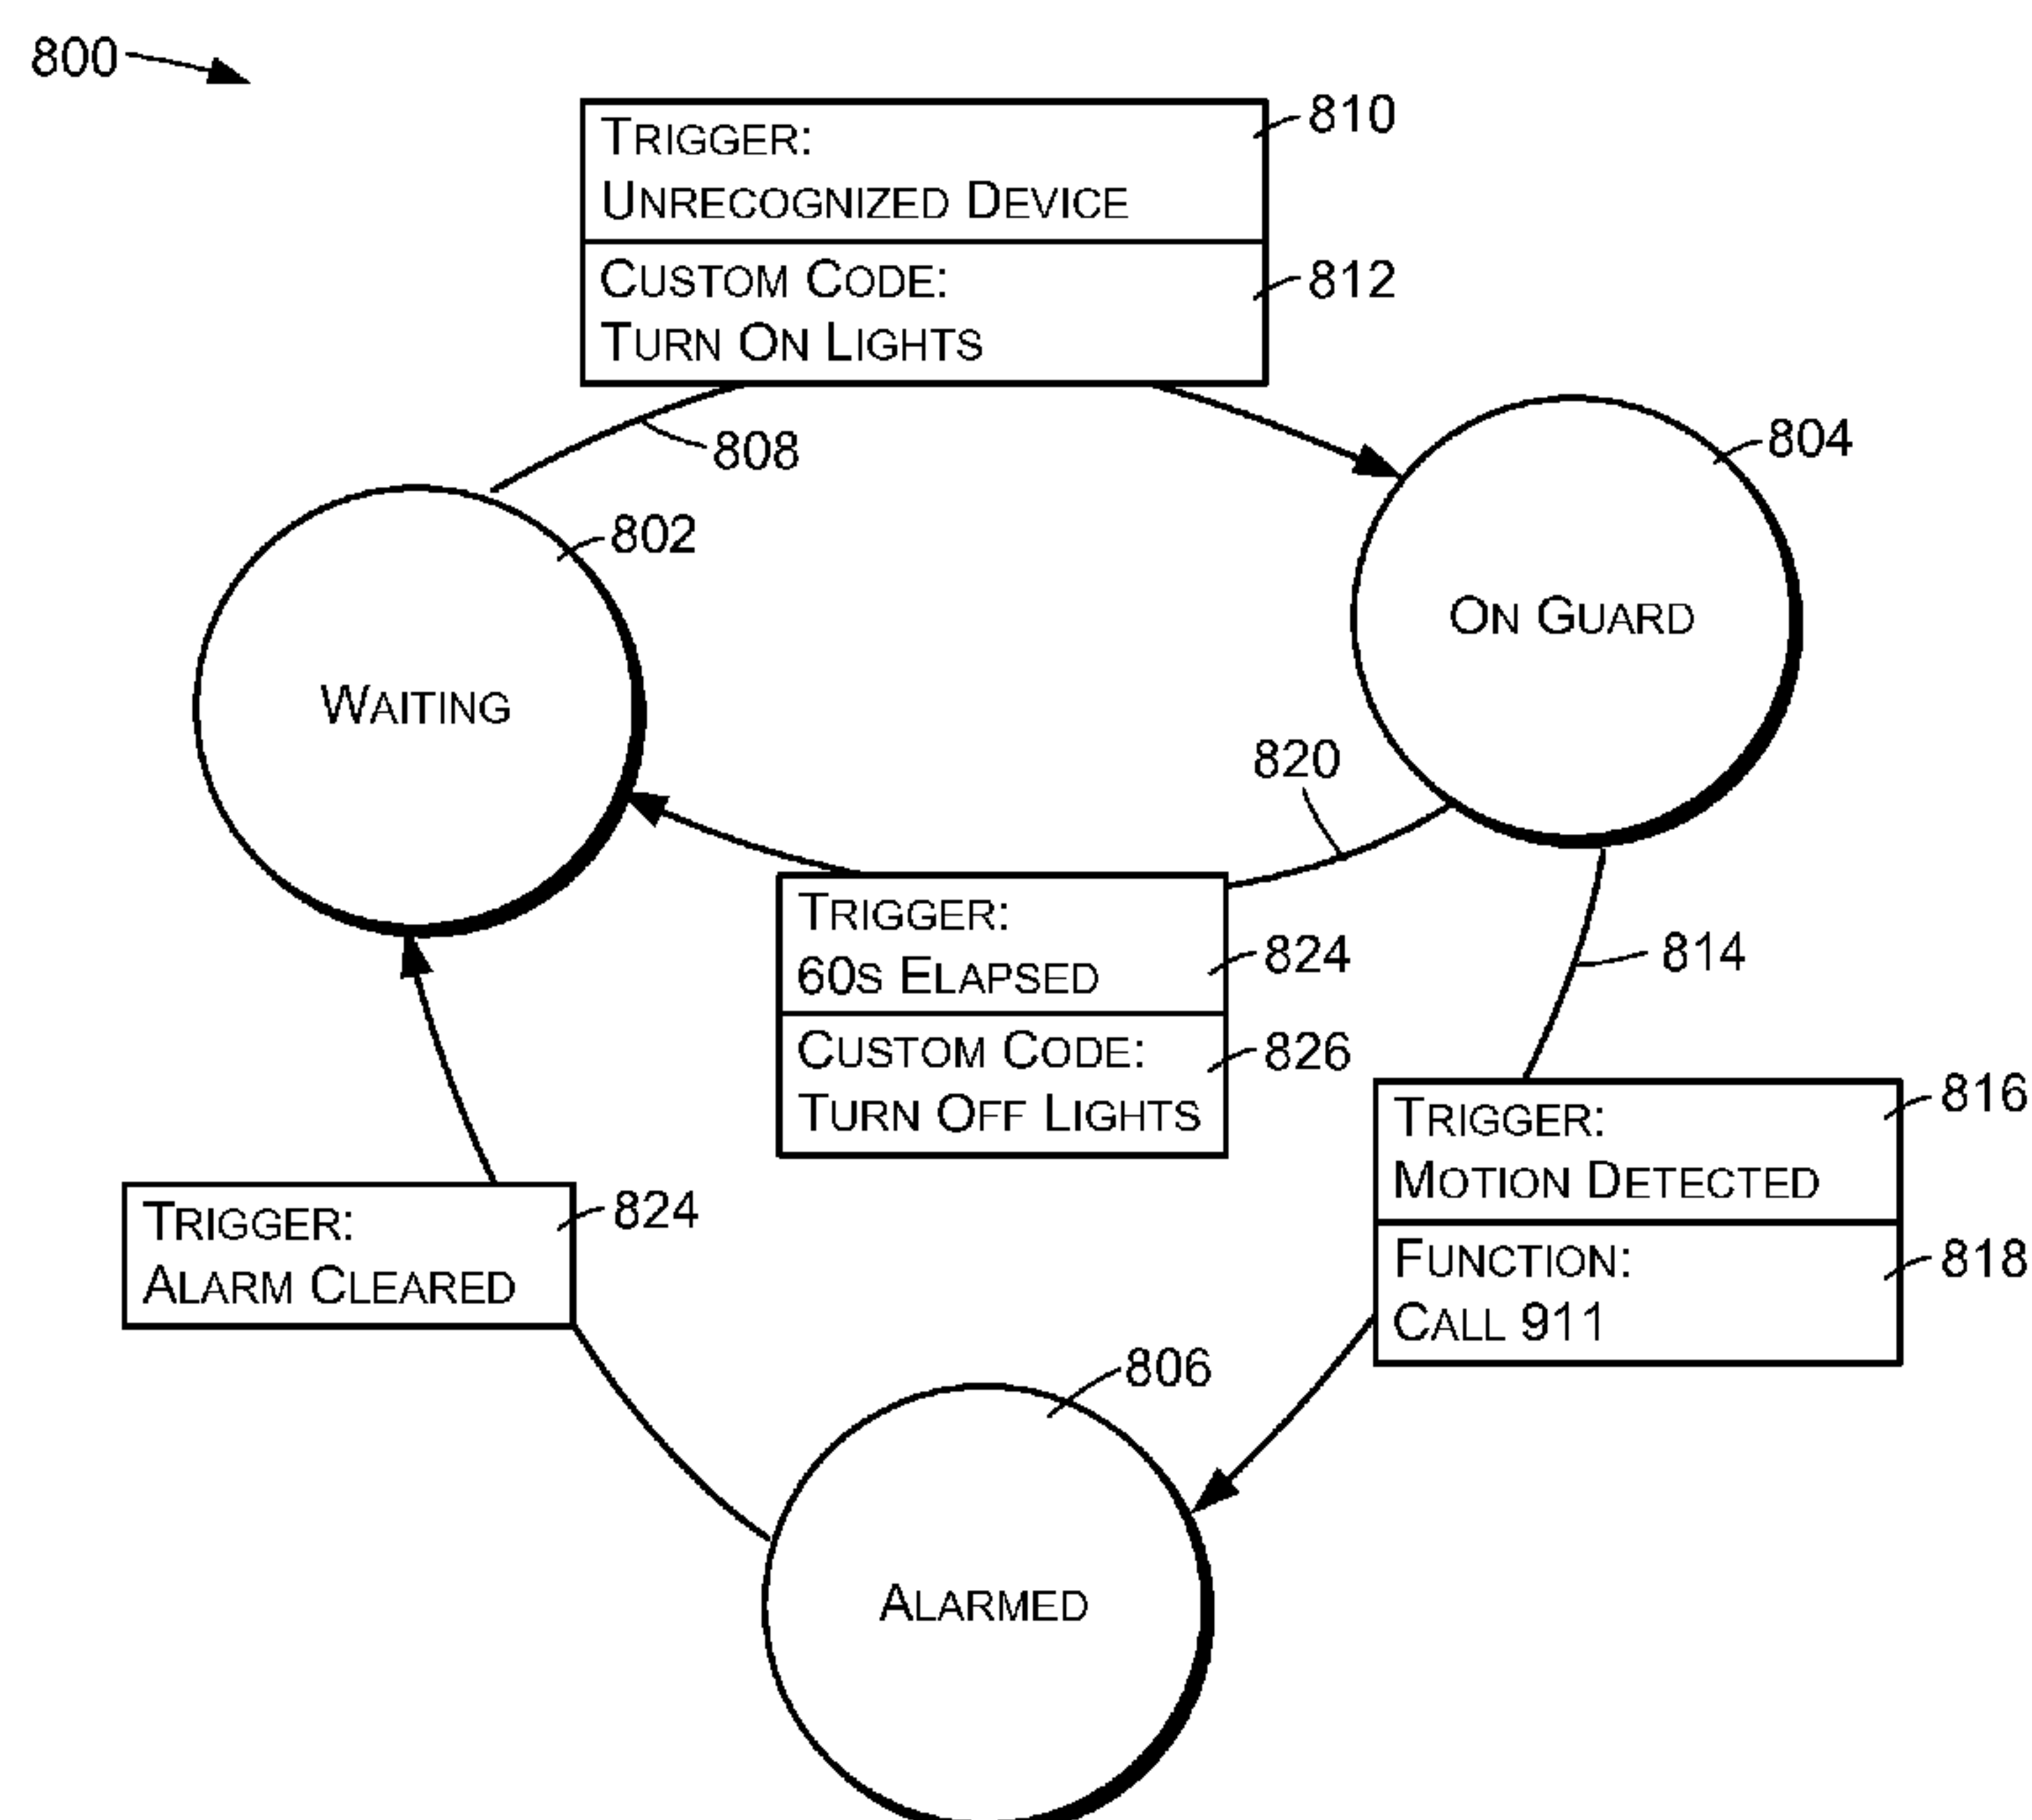 800
TRIGGER:
UNRECOGNIZED DEVICE
810
CUSTOM CODE:
TURN ON LIGHTS
812
808
804
802
ON GUARD
WAITING
820
TRIGGER:
60S ELAPSED
824
CUSTOM CODE:
TURN OFF LIGHTS
826
814
TRIGGER:
MOTION DETECTED
816
FUNCTION:
CALL 911
818
TRIGGER:
ALARM CLEARED
824
806
ALARMED